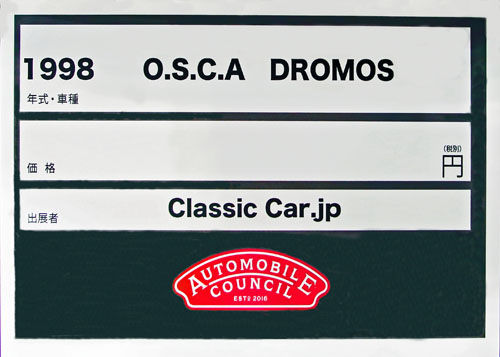 1998 O.S.C.A DROMOS
年式・車種
(税別)
価格 円
Classic Car.jp
出展者
AUTOMOBILE
COUNCIL
ESTD 2016